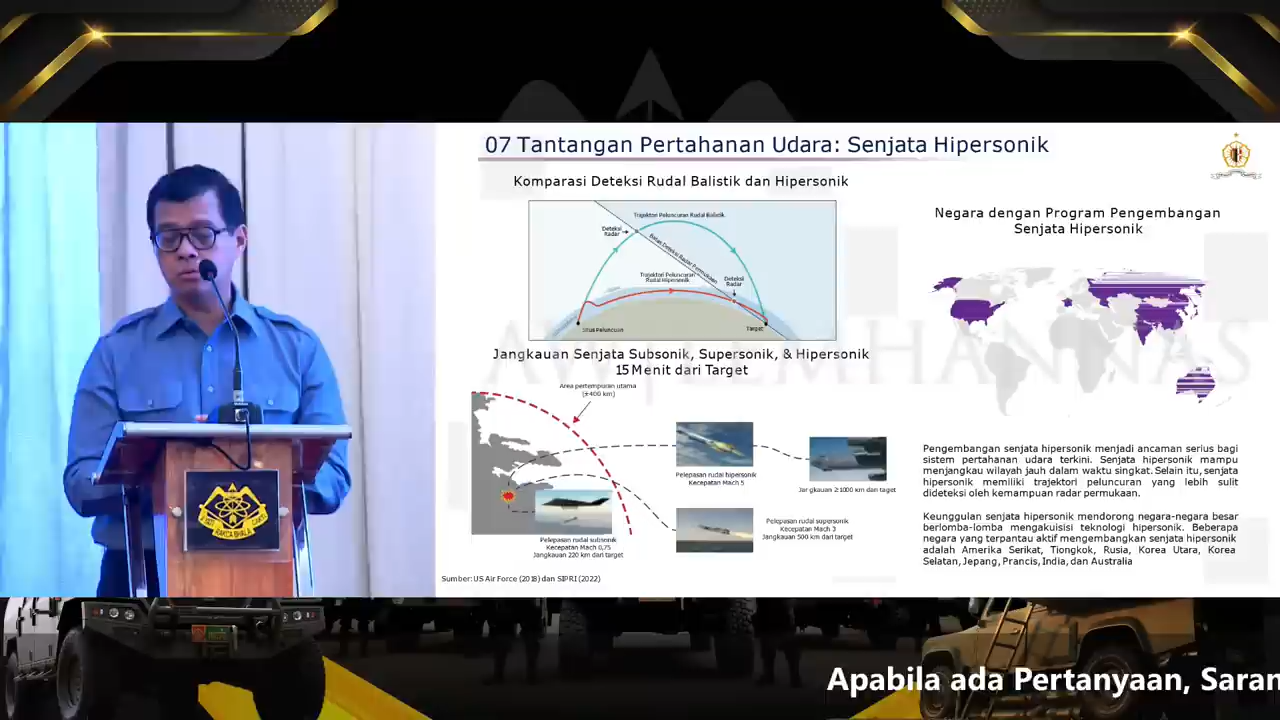 07 Tantangan Pertahanan Udara: Senjata Hipersonik
Komparasi Deteksi Rudal Balistik dan Hipersonik
Trajektori Peluncuran Rudal Balistik
Deteksi
Radar
Batas Deteksi Radar Permukaan
Trajektori Peluncuran
Rudal Hipersonik
Deteksi
Radar
Situs Peluncuran
Target
Jangkauan Senjata Subsonik, Supersonik, & Hipersonik
15 Menit dari Target
Area pertempuran utama
(±400 km)
Pelepasan rudal hipersonik
Kecepatan Mach 5
Jangkauan ≥1000 km dari taget
Pelepasan rudal supersonik
Kecepatan Mach 3
Jangkauan 500 km dari target
Pelepasan rudal subsonik
Kecepatan Mach 0,75
Jangkauan 220 km dari target
Sumber: US Air Force (2018) dan SIPRI (2022)
Negara dengan Program Pengembangan
Senjata Hipersonik
Pengembangan senjata hipersonik menjadi ancaman serius bagi
sistem pertahanan udara terkini. Senjata hipersonik mampu
menjangkau wilayah jauh dalam waktu singkat. Selain itu, senjata
hipersonik memiliki trajektori peluncuran yang lebih sulit
dideteksi oleh kemampuan radar permukaan.
Keunggulan senjata hipersonik mendorong negara-negara besar
berlomba-lomba mengakuisisi teknologi hipersonik. Beberapa
negara yang terpantau aktif mengembangkan senjata hipersonik
adalah Amerika Serikat, Tiongkok, Rusia, Korea Utara, Korea
Selatan, Jepang, Prancis, India, dan Australia
Apabila ada Pertanyaan, Saran